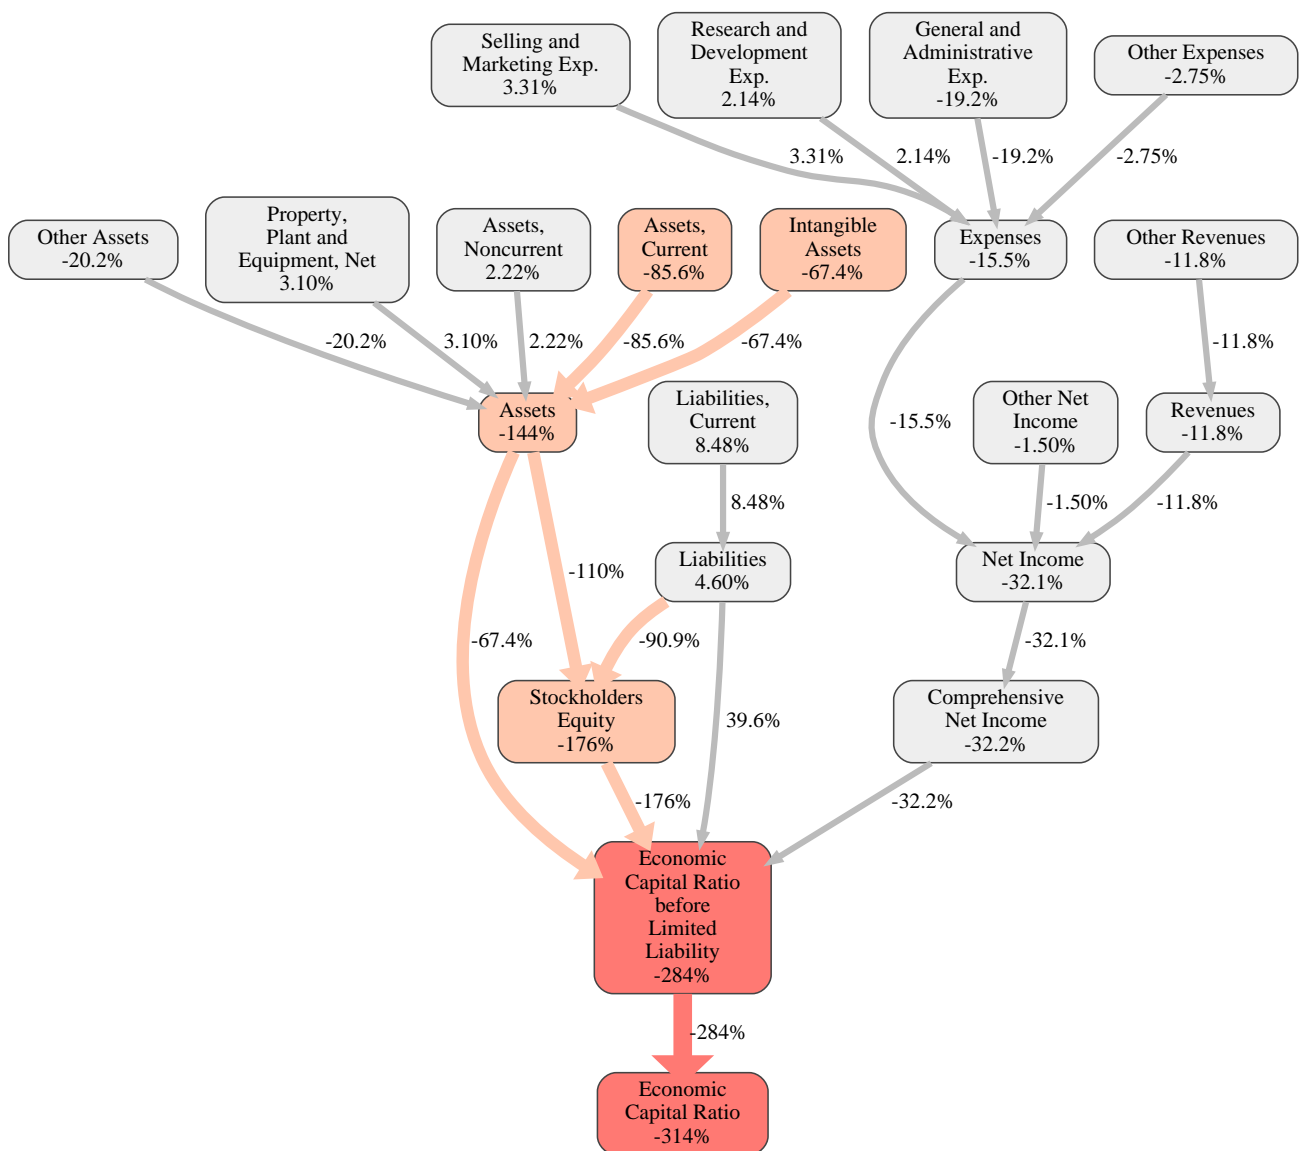 Selling and
Marketing Exp.
3.31%
Research and
Development
Exp.
2.14%
General and
Administrative
Exp.
-19.2%
Other Expenses
-2.75%
3.31%
2.14%
-19.2%
-2.75%
Other Assets
-20.2%
Property,
Plant and
Equipment, Net
3.10%
Assets,
Noncurrent
2.22%
Assets,
Current
-85.6%
Intangible
Assets
-67.4%
Expenses
-15.5%
Other Revenues
-11.8%
-20.2%
3.10%
2.22%
-85.6%
-67.4%
-11.8%
Assets
-144%
Liabilities,
Current
8.48%
-15.5%
Other Net
Income
-1.50%
Revenues
-11.8%
8.48%
-1.50%
-11.8%
-110%
Liabilities
4.60%
Net Income
-32.1%
-67.4%
-90.9%
-32.1%
Stockholders
Equity
-176%
39.6%
Comprehensive
Net Income
-32.2%
-176%
-32.2%
Economic
Capital Ratio
before
Limited
Liability
-284%
-284%
Economic
Capital Ratio
-314%